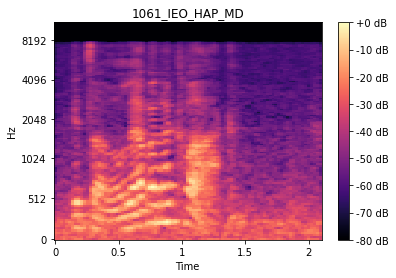 1061_IEO_HAP_MD
+0 dB
8192
-10 dB
4096
-20 dB
-30 dB
2048
-40 dB
Hz
1024
-50 dB
512
-60 dB
-70 dB
0
-80 dB
0 0.5 1 1.5 2
Time